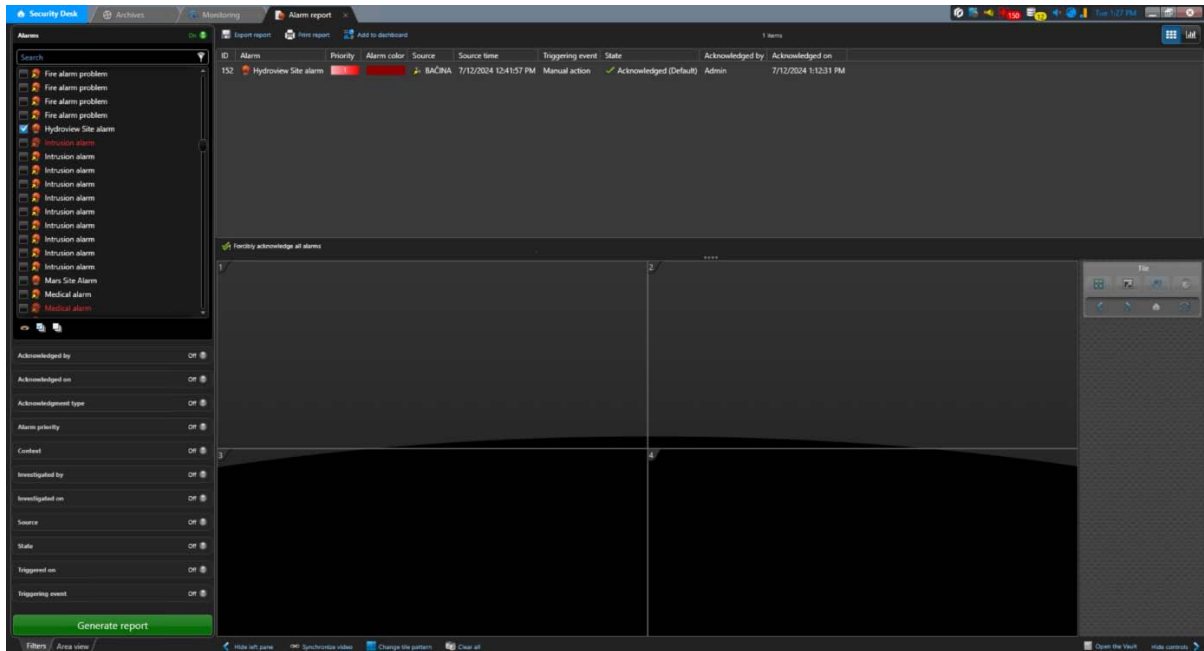 Security Desk
Archives
Monitoring
Alarm report
150
12
Tue 1:27 PM
Alarms
On
Search
Fire alarm problem
Fire alarm problem
Fire alarm problem
Fire alarm problem
Hydroview Site alarm
Intrusion alarm
Intrusion alarm
Intrusion alarm
Intrusion alarm
Intrusion alarm
Intrusion alarm
Intrusion alarm
Intrusion alarm
Intrusion alarm
Intrusion alarm
Mars Site Alarm
Medical alarm
Medical alarm
Acknowledged by Off
Acknowledged on Off
Acknowledgment type Off
Alarm priority Off
Context Off
Investigated by Off
Investigated on Off
Source Off
State Off
Triggered on Off
Triggering event Off
Generate report
Filters
Area view
Export report Print report Add to dashboard 1 items
ID Alarm Priority Alarm color Source Source time Triggering event State Acknowledged by Acknowledged on
152 Hydroview Site alarm 1 BAĆINA 7/12/2024 12:41:57 PM Manual action Acknowledged (Default) Admin 7/12/2024 1:12:31 PM
Forcibly acknowledge all alarms
1
2
3
4
Tile
Hide left pane Synchronize video Change tile pattern Clear all Open the Vault Hide controls